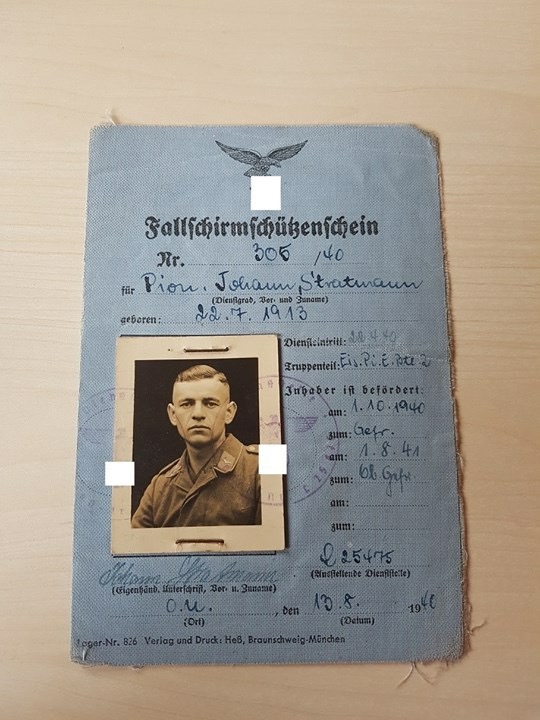 Fallschirmschützenschein
Nr. 305 /40
für Pion. Johann Stratmann
(Dienstgrad, Vor- und Zuname)
geboren: 22.7.1913
Diensteintritt:
Truppenteil:
Inhaber ist befördert:
am: 1.10.1940
zum: Gefr.
am: 1.8.41
zum: Ob Gefr.
am:
zum:
L 25475
(Ausstellende Dienststelle)
Johann Stratmann
(Eigenhänd. Unterschrift, Vor- u. Zuname)
O.U. , den 13.8. 1940
(Ort) (Datum)
Lager-Nr. 826 Verlag und Druck: Heß, Braunschweig-München